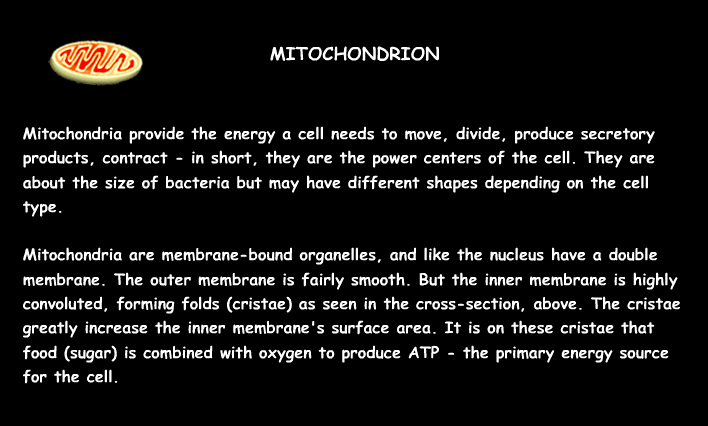 MITOCHONDRION
Mitochondria provide the energy a cell needs to move, divide, produce secretory
products, contract - in short, they are the power centers of the cell. They are
about the size of bacteria but may have different shapes depending on the cell
type.
Mitochondria are membrane-bound organelles, and like the nucleus have a double
membrane. The outer membrane is fairly smooth. But the inner membrane is highly
convoluted, forming folds (cristae) as seen in the cross-section, above. The cristae
greatly increase the inner membrane's surface area. It is on these cristae that
food (sugar) is combined with oxygen to produce ATP - the primary energy source
for the cell.